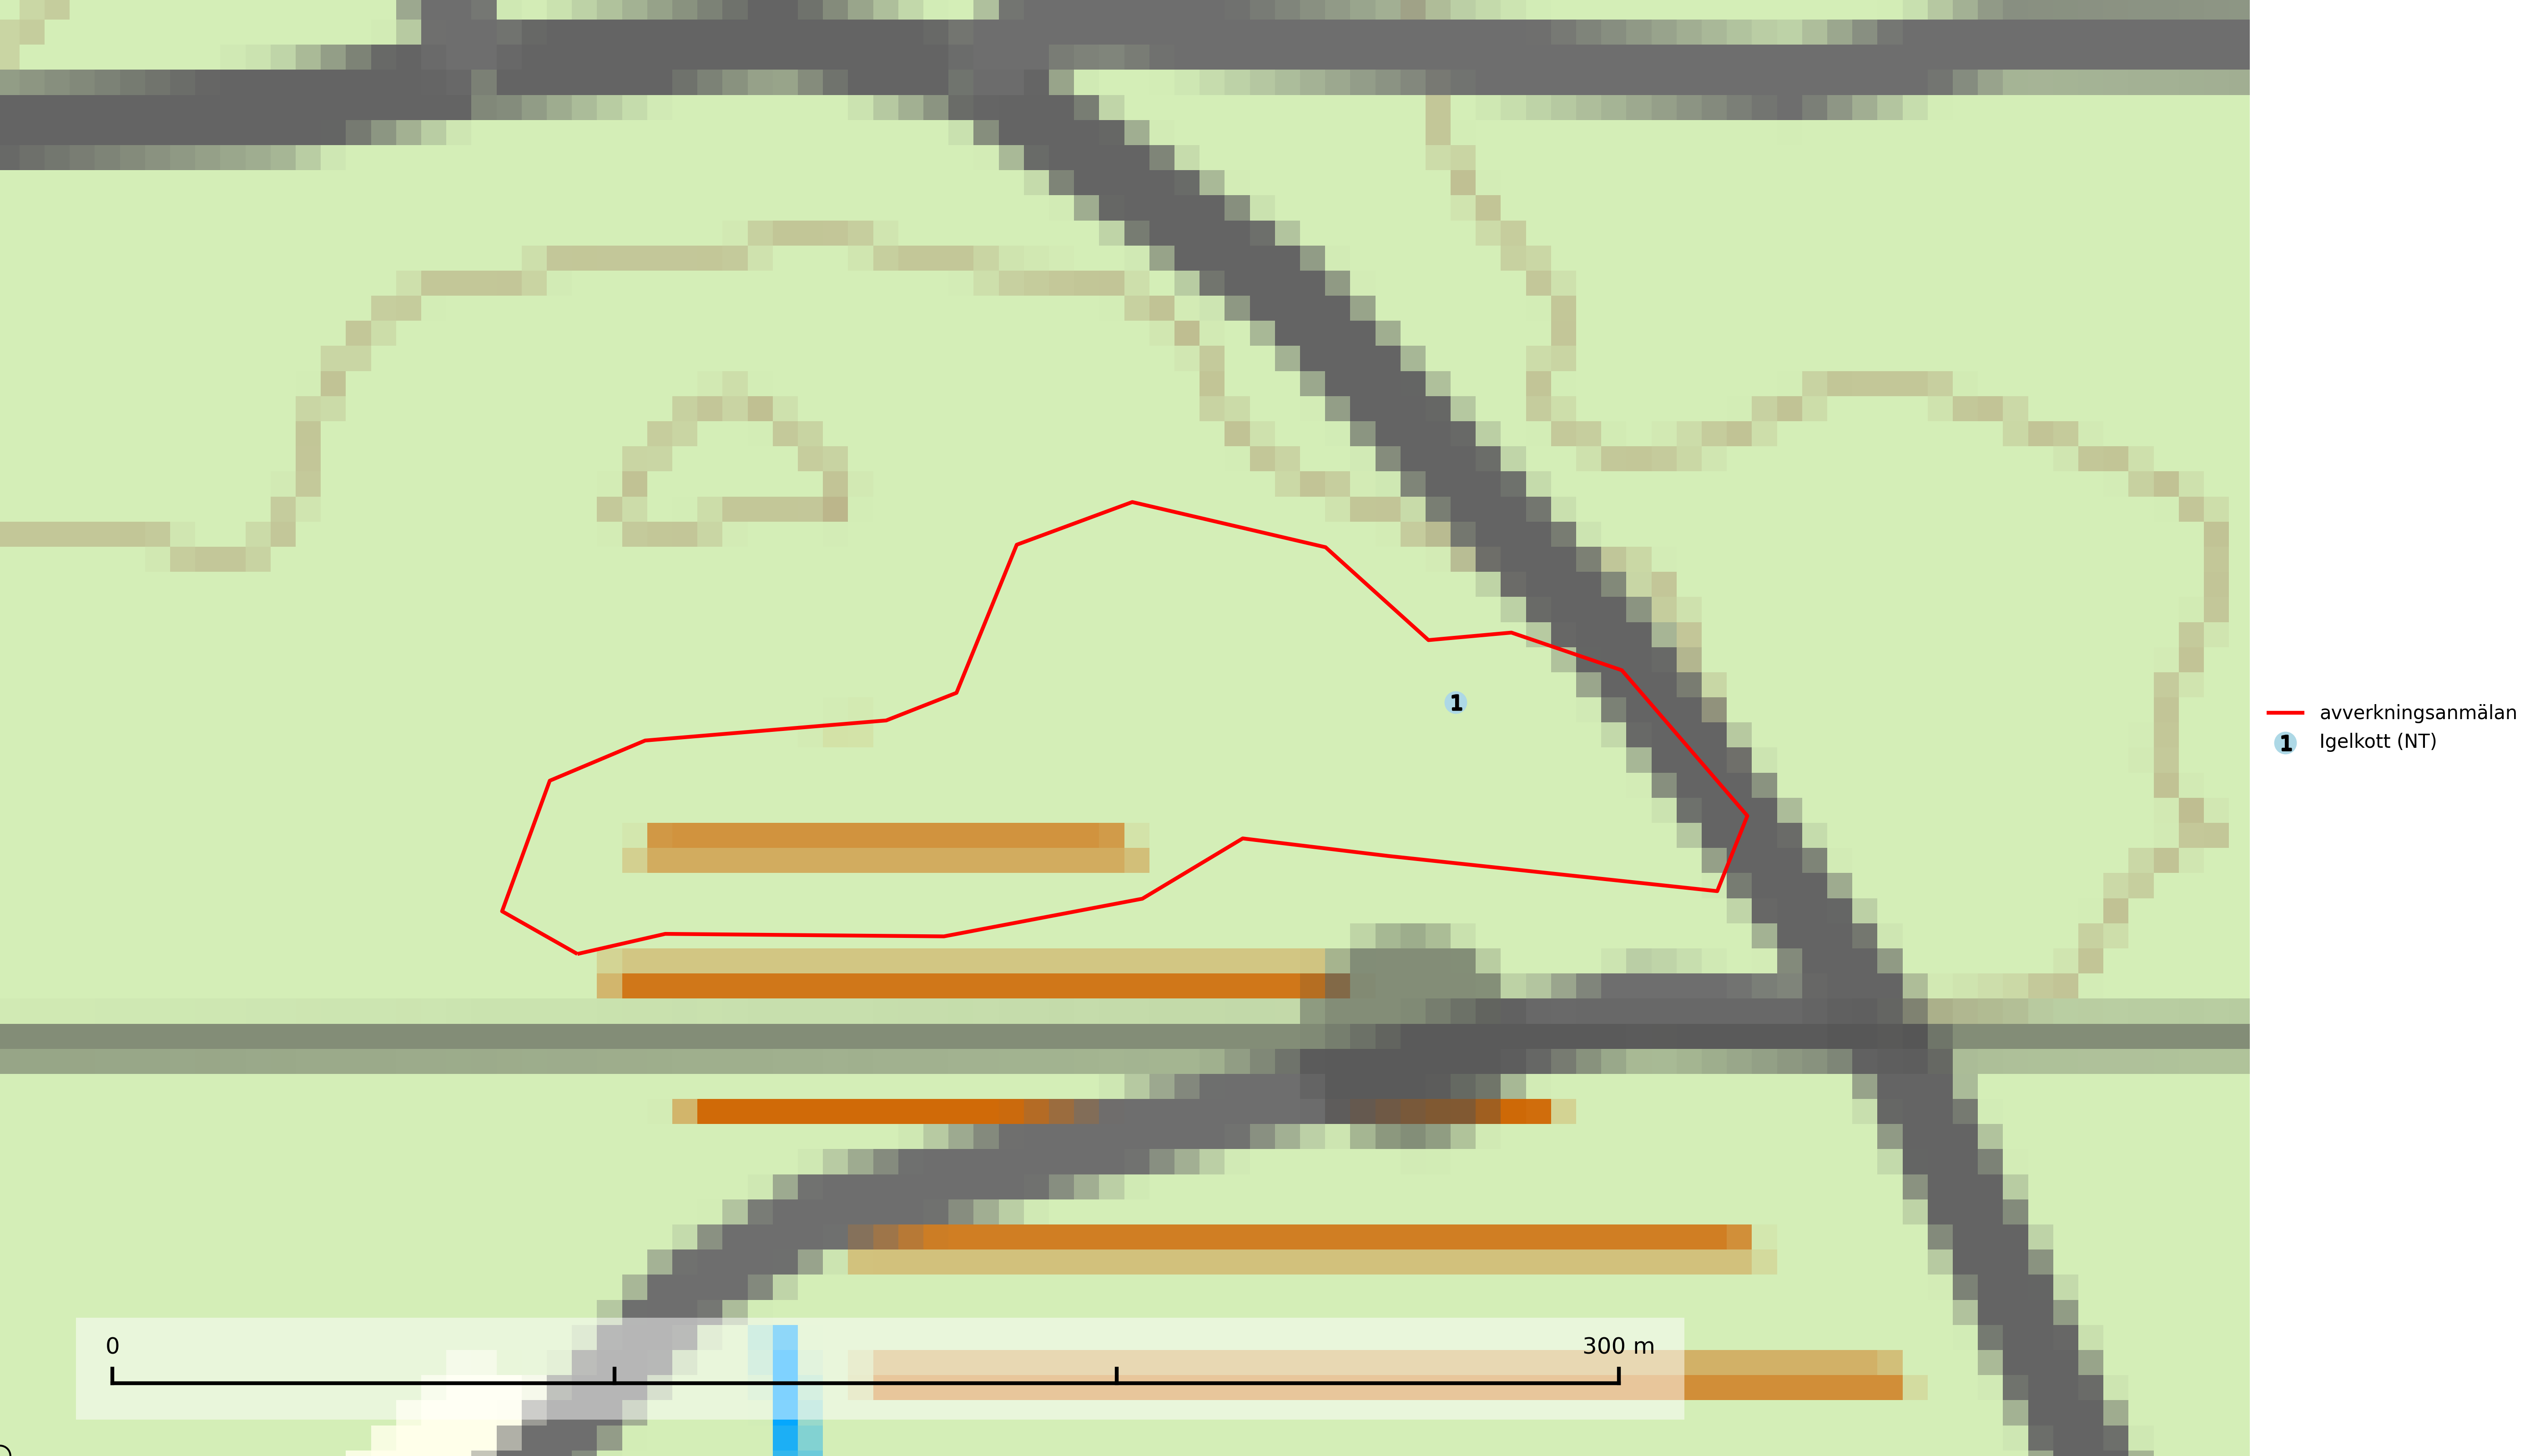 1
avverkningsanmälan
1 Igelkott (NT)
0 300 m